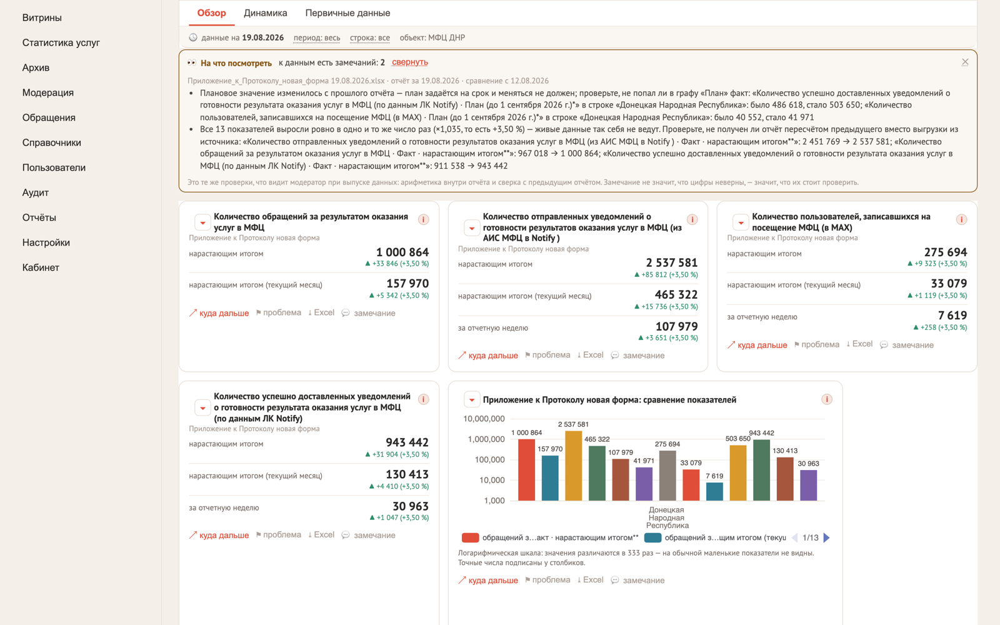 Витрины
Статистика услуг
Архив
Модерация
Обращения
Справочники
Пользователи
Аудит
Отчёты
Настройки
Кабинет
Обзор Динамика Первичные данные
данные на 19.08.2026 период: весь строка: все объект: МФЦ ДНР
На что посмотреть к данным есть замечаний: 2 свернуть
Приложение_к_Протоколу_новая_форма 19.08.2026.xlsx · отчёт за 19.08.2026 · сравнение с 12.08.2026
• Плановое значение изменилось с прошлого отчёта — план задаётся на срок и меняться не должен; проверьте, не попал ли в графу «План» факт: «Количество успешно доставленных уведомлений о
готовности результата оказания услуг в МФЦ (по данным ЛК Notify) · План (до 1 сентября 2026 г.)*» в строке «Донецкая Народная Республика»: было 486 618, стало 503 650; «Количество
пользователей, записавшихся на посещение МФЦ (в MAX) · План (до 1 сентября 2026 г.)*» в строке «Донецкая Народная Республика»: было 40 552, стало 41 971
• Все 13 показателей выросли ровно в одно и то же число раз (×1,035, то есть +3,50 %) — живые данные так себя не ведут. Проверьте, не получен ли отчёт пересчётом предыдущего вместо выгрузки из
источника: «Количество отправленных уведомлений о готовности результатов оказания услуг в МФЦ (из АИС МФЦ в Notify ) · Факт · нарастающим итогом**»: 2 451 769 → 2 537 581; «Количество
обращений за результатом оказания услуг в МФЦ · Факт · нарастающим итогом**»: 967 018 → 1 000 864; «Количество успешно доставленных уведомлений о готовности результата оказания услуг в
МФЦ (по данным ЛК Notify) · Факт · нарастающим итогом**»: 911 538 → 943 442
Это те же проверки, что видит модератор при выпуске данных: арифметика внутри отчёта и сверка с предыдущим отчётом. Замечание не значит, что цифры неверны, — значит, что их стоит проверить.
Количество обращений за результатом оказания
услуг в МФЦ
Приложение к Протоколу новая форма
нарастающим итогом 1 000 864
▲ +33 846 (+3,50 %)
нарастающим итогом (текущий месяц) 157 970
▲ +5 342 (+3,50 %)
куда дальше проблема Excel замечание
Количество отправленных уведомлений о
готовности результатов оказания услуг в МФЦ (из
АИС МФЦ в Notify )
Приложение к Протоколу новая форма
нарастающим итогом 2 537 581
▲ +85 812 (+3,50 %)
нарастающим итогом (текущий месяц) 465 322
▲ +15 736 (+3,50 %)
за отчетную неделю 107 979
▲ +3 651 (+3,50 %)
куда дальше проблема Excel замечание
Количество пользователей, записавшихся на
посещение МФЦ (в MAX)
Приложение к Протоколу новая форма
нарастающим итогом 275 694
▲ +9 323 (+3,50 %)
нарастающим итогом (текущий месяц) 33 079
▲ +1 119 (+3,50 %)
за отчетную неделю 7 619
▲ +258 (+3,50 %)
куда дальше проблема Excel замечание
Количество успешно доставленных уведомлений
о готовности результата оказания услуг в МФЦ
(по данным ЛК Notify)
Приложение к Протоколу новая форма
нарастающим итогом 943 442
▲ +31 904 (+3,50 %)
нарастающим итогом (текущий месяц) 130 413
▲ +4 410 (+3,50 %)
за отчетную неделю 30 963
▲ +1 047 (+3,50 %)
куда дальше проблема Excel замечание
Приложение к Протоколу новая форма: сравнение показателей
10,000,000
1,000,000
100,000
10,000
1,000
1 000 864
157 970
2 537 581
465 322
107 979
41 971
275 694
33 079
7 619
503 650
943 442
130 413
30 963
Донецкая
Народная
Республика
обращений з...акт · нарастающим итогом** обращений з...щим итогом (текущ 1/13
Логарифмическая шкала: значения различаются в 333 раз — на обычной маленькие показатели не видны.
Точные числа подписаны у столбиков.
куда дальше проблема Excel замечание